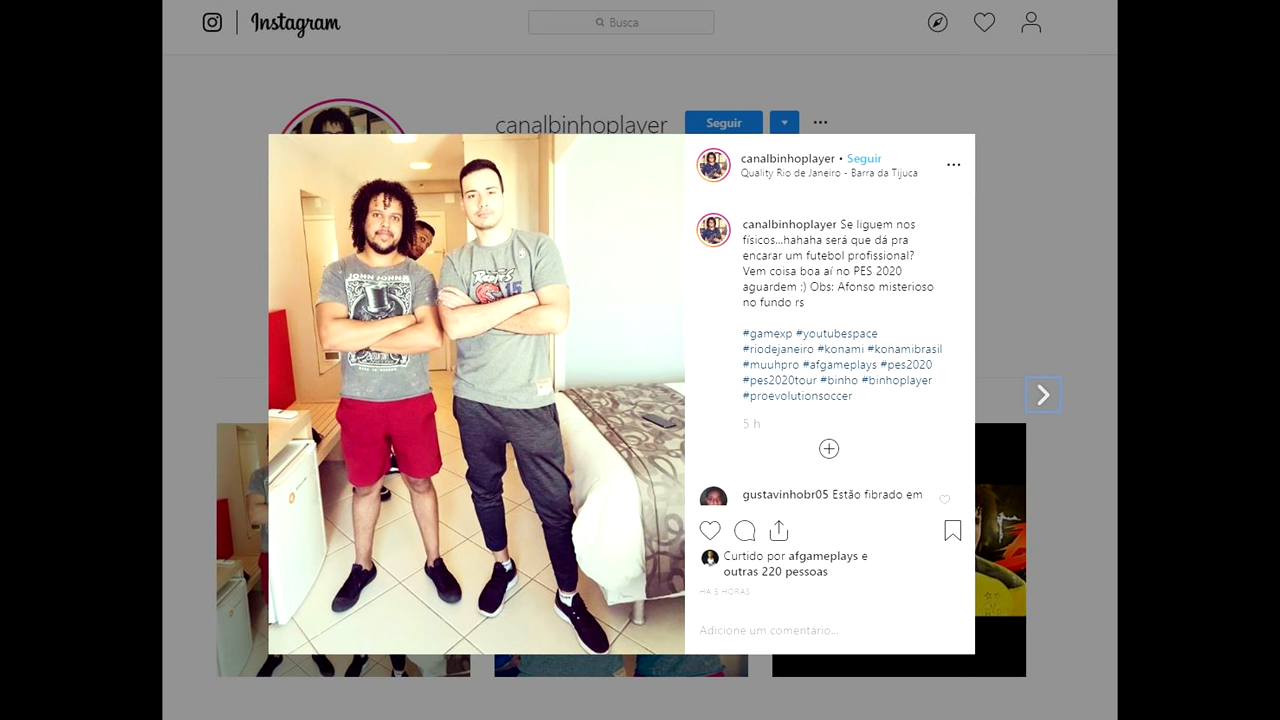 Instagram
Busca
canalbinhoplayer
Seguir
canalbinhoplayer • Seguir
Quality Rio de Janeiro - Barra da Tijuca
canalbinhoplayer Se liguem nos
físicos...hahaha será que dá pra
encarar um futebol profissional?
Vem coisa boa aí no PES 2020
aguardem :) Obs: Afonso misterioso
no fundo rs
#gamexp #youtubespace
#riodejaneiro #konami #konamibrasil
#muuhpro #afgameplays #pes2020
#pes2020tour #binho #binhoplayer
#proevolutionsoccer
5 h
gustavinhobr05 Estão fibrado em
Curtido por afgameplays e
outras 220 pessoas
HÁ 5 HORAS
Adicione um comentário...
JOHN JOHN
15